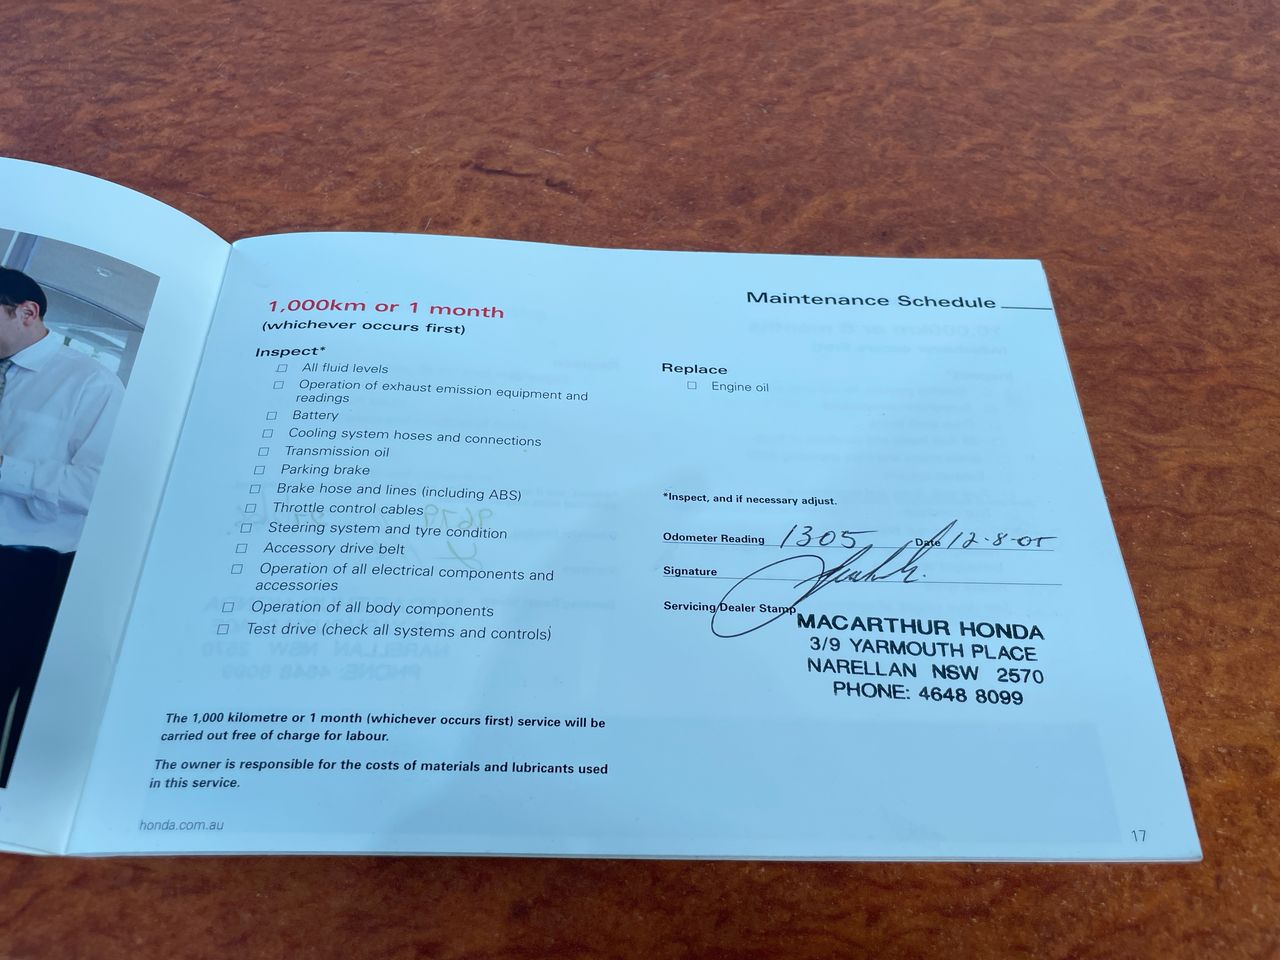 1,000km or 1 month
(whichever occurs first)
Inspect*
☐ All fluid levels
☐ Operation of exhaust emission equipment and
readings
☐ Battery
☐ Cooling system hoses and connections
☐ Transmission oil
☐ Parking brake
☐ Brake hose and lines (including ABS)
☐ Throttle control cables
☐ Steering system and tyre condition
☐ Accessory drive belt
☐ Operation of all electrical components and
accessories
☐ Operation of all body components
☐ Test drive (check all systems and controls)
The 1,000 kilometre or 1 month (whichever occurs first) service will be
carried out free of charge for labour.
The owner is responsible for the costs of materials and lubricants used
in this service.
honda.com.au
Maintenance Schedule
Replace
☐ Engine oil
*Inspect, and if necessary adjust.
Odometer Reading 1305 Date 12-8-05
Signature
Servicing Dealer Stamp
MACARTHUR HONDA
3/9 YARMOUTH PLACE
NARELLAN NSW 2570
PHONE: 4648 8099
17